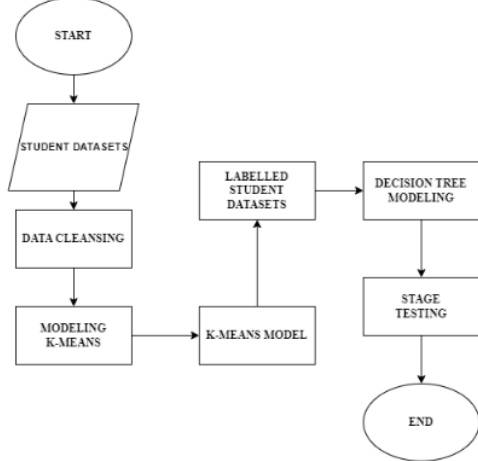 START
STUDENT DATASETS
DATA CLEANSING
MODELING
K-MEANS
K-MEANS MODEL
LABELLED
STUDENT
DATASETS
DECISION TREE
MODELING
STAGE
TESTING
END